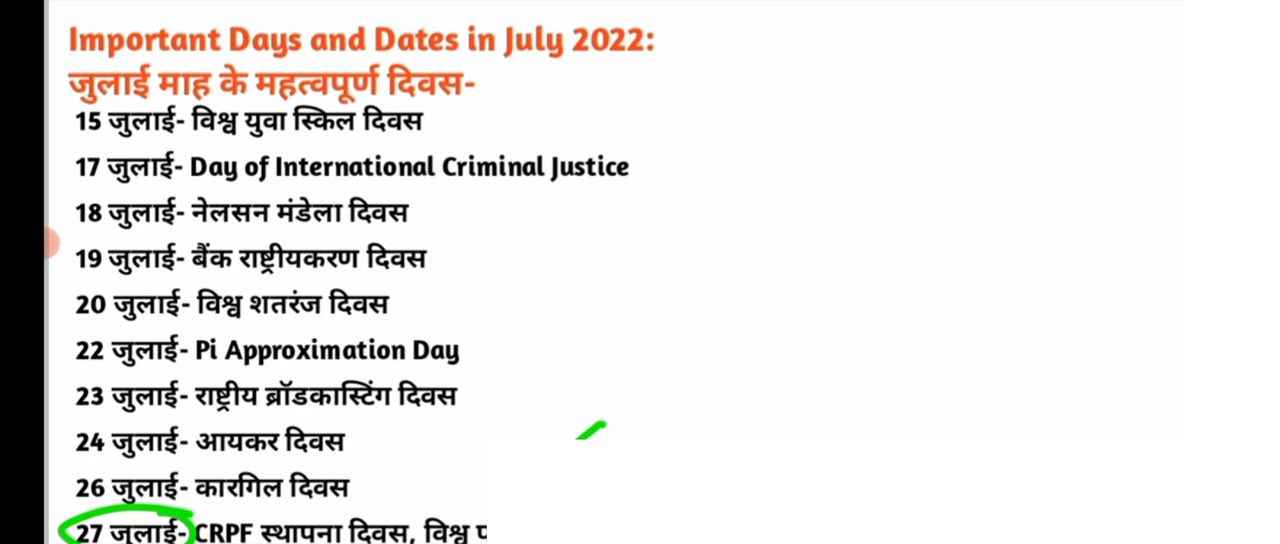 Important Days and Dates in July 2022:
जुलाई माह के महत्वपूर्ण दिवस-
15 जुलाई- विश्व युवा स्किल दिवस
17 जुलाई- Day of International Criminal Justice
18 जुलाई- नेलसन मंडेला दिवस
19 जुलाई- बैंक राष्ट्रीयकरण दिवस
20 जुलाई- विश्व शतरंज दिवस
22 जुलाई- Pi Approximation Day
23 जुलाई- राष्ट्रीय ब्रॉडकास्टिंग दिवस
24 जुलाई- आयकर दिवस
26 जुलाई- कारगिल दिवस
27 जुलाई- CRPF स्थापना दिवस, विश्व